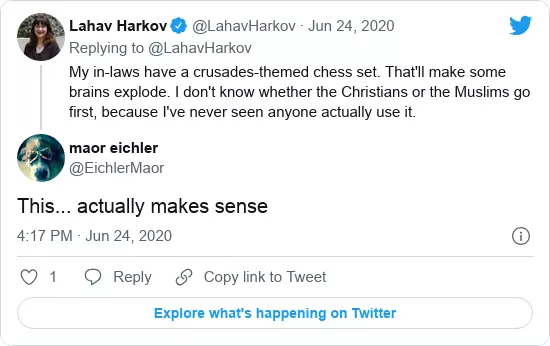 Lahav Harkov @LahavHarkov · Jun 24, 2020
Replying to @LahavHarkov
My in-laws have a crusades-themed chess set. That'll make some
brains explode. I don't know whether the Christians or the Muslims go
first, because I've never seen anyone actually use it.
maor eichler
@EichlerMaor
This... actually makes sense
4:17 PM · Jun 24, 2020
1 Reply Copy link to Tweet
Explore what's happening on Twitter